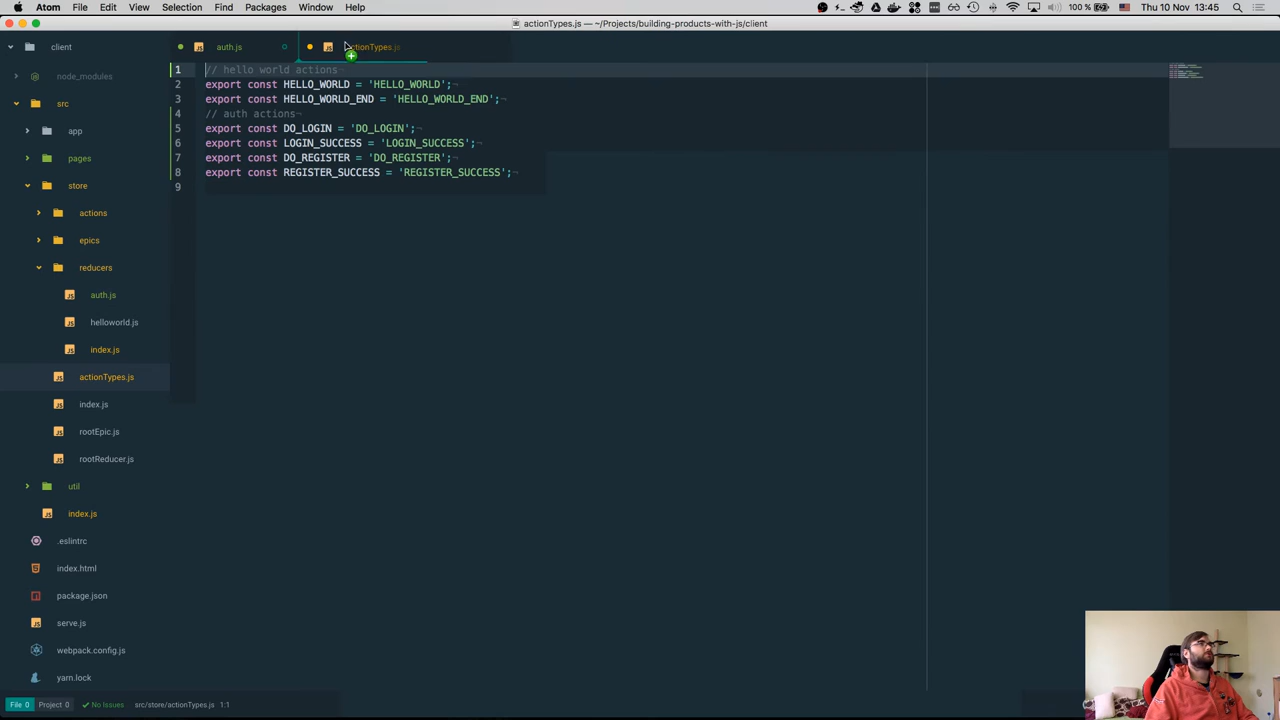 Atom File Edit View Selection Find Packages Window Help
100 % Thu 10 Nov 13:45
actionTypes.js — ~/Projects/building-products-with-js/client
client
auth.js
actionTypes.js
node_modules
src
app
pages
store
actions
epics
reducers
auth.js
helloworld.js
index.js
actionTypes.js
index.js
rootEpic.js
rootReducer.js
util
index.js
.eslintrc
index.html
package.json
serve.js
webpack.config.js
yarn.lock
1 // hello world actions¬
2 export const HELLO_WORLD = 'HELLO_WORLD';¬
3 export const HELLO_WORLD_END = 'HELLO_WORLD_END';¬
4 // auth actions¬
5 export const DO_LOGIN = 'DO_LOGIN';¬
6 export const LOGIN_SUCCESS = 'LOGIN_SUCCESS';¬
7 export const DO_REGISTER = 'DO_REGISTER';¬
8 export const REGISTER_SUCCESS = 'REGISTER_SUCCESS';¬
9
File 0 Project 0 No Issues src/store/actionTypes.js 1:1